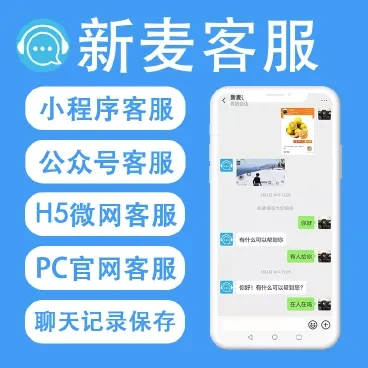 新麦客服
小程序客服
公众号客服
H5微网客服
PC官网客服
聊天记录保存
你好
有什么可以帮到你
有人给你
你好！有什么可以帮到您?
在人在吗